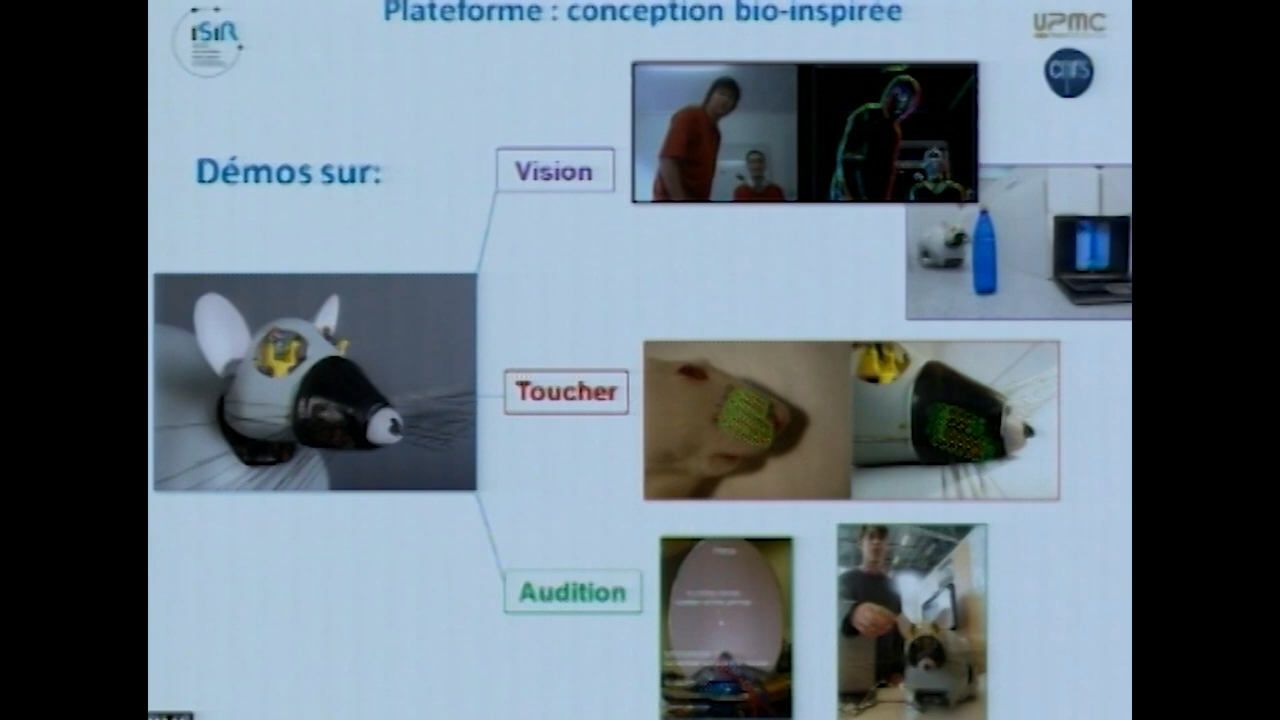 Plateforme : conception bio-inspirée
iSiR
UPMC
cnrs
Démos sur:
Vision
Toucher
Audition